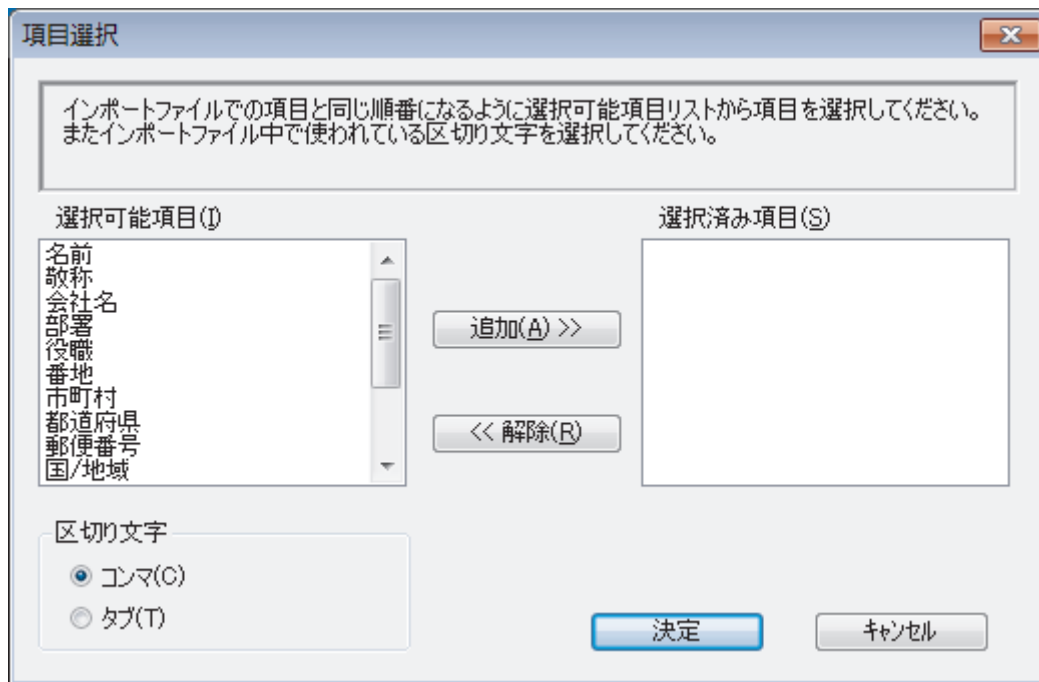 項目選択
インポートファイルでの項目と同じ順番になるように選択可能項目リストから項目を選択してください。
またインポートファイル中で使われている区切り文字を選択してください。
選択可能項目(I)
選択済み項目(S)
名前
敬称
会社名
部署
役職
番地
市町村
都道府県
郵便番号
国/地域
追加(A) >>
<< 解除(R)
区切り文字
コンマ(C)
タブ(T)
決定
キャンセル